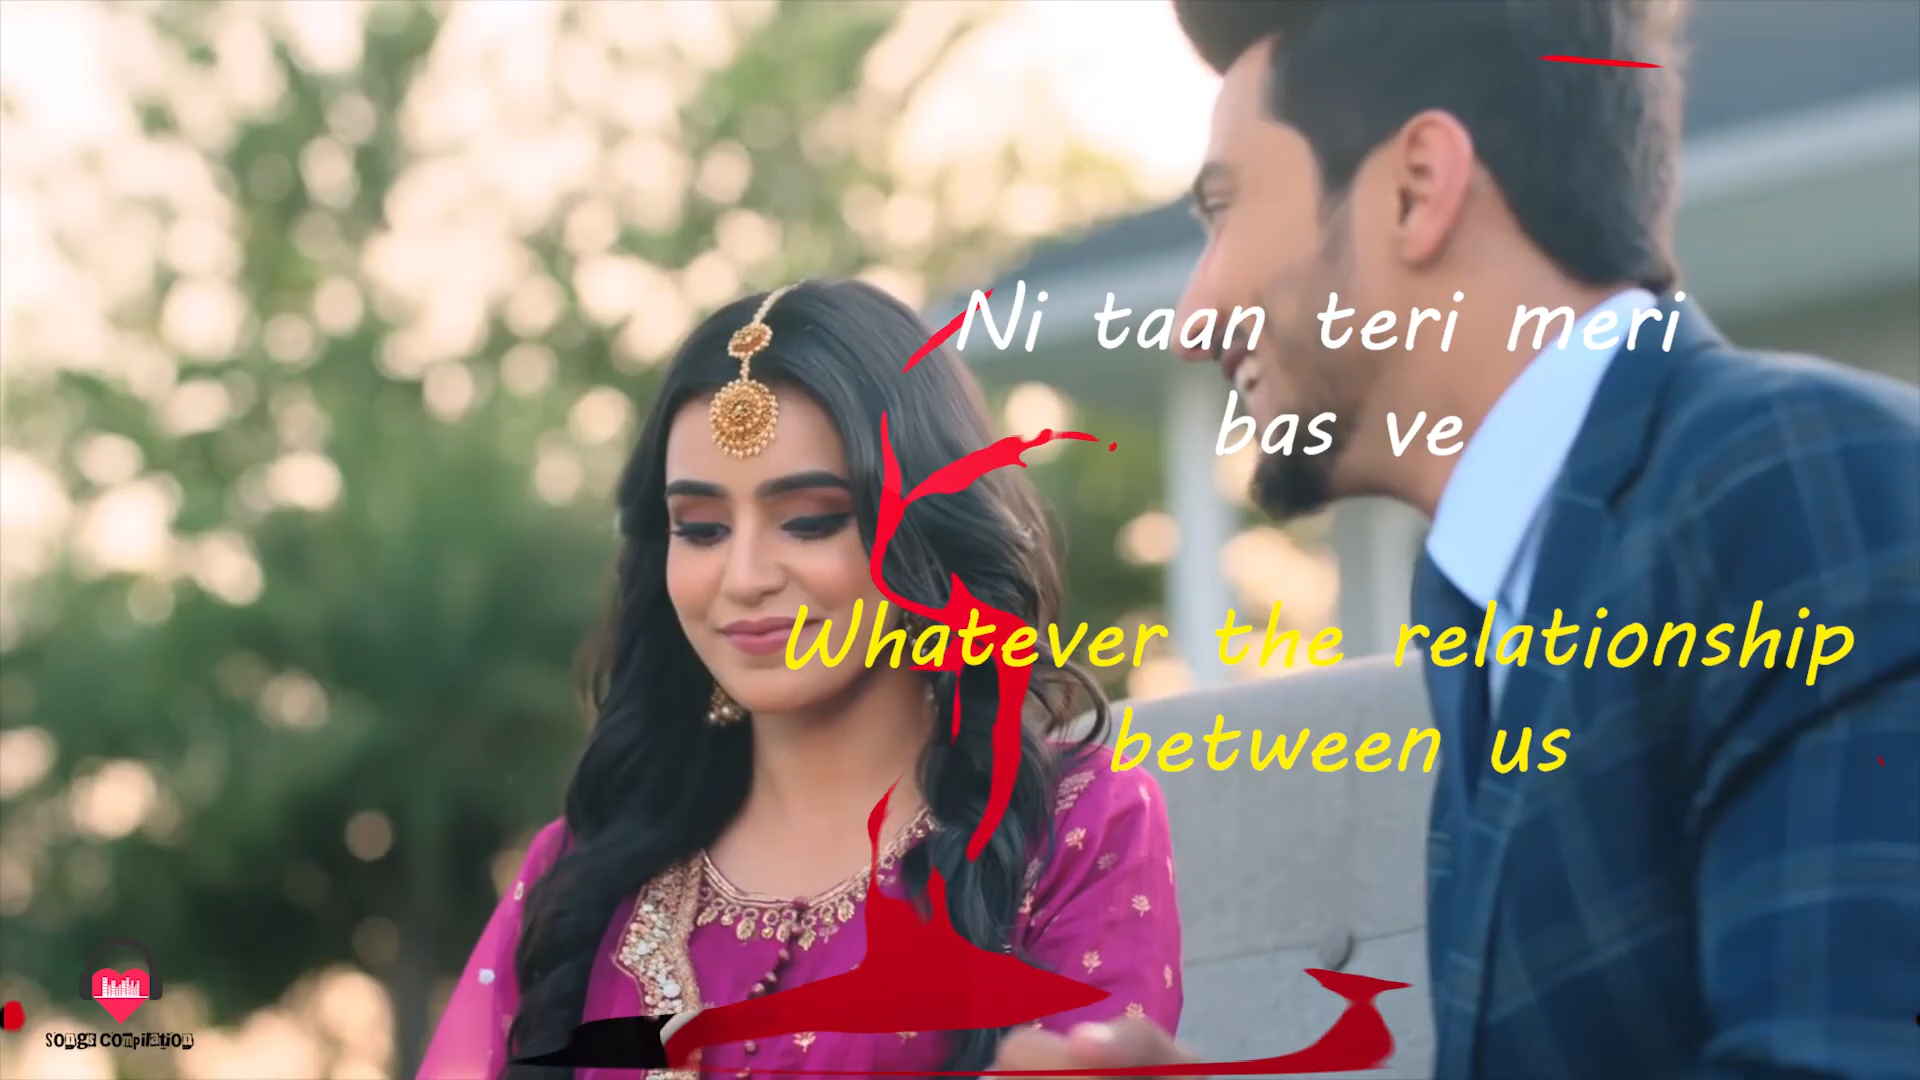 Ni taan teri meri
bas ve
Whatever the relationship
between us
songs compilation